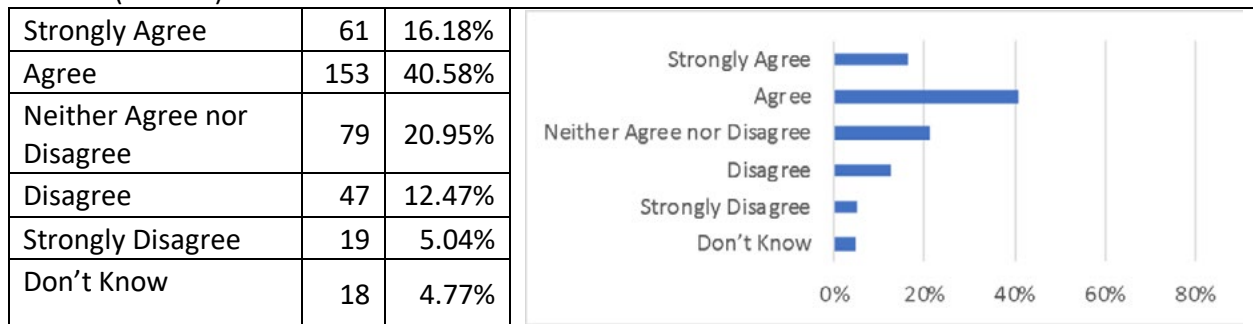 Strongly Agree 61 16.18%
Agree 153 40.58%
Neither Agree nor
Disagree 79 20.95%
Disagree 47 12.47%
Strongly Disagree 19 5.04%
Don't Know 18 4.77%
Strongly Agree
Agree
Neither Agree nor Disagree
Disagree
Strongly Disagree
Don't Know
0% 20% 40% 60% 80%